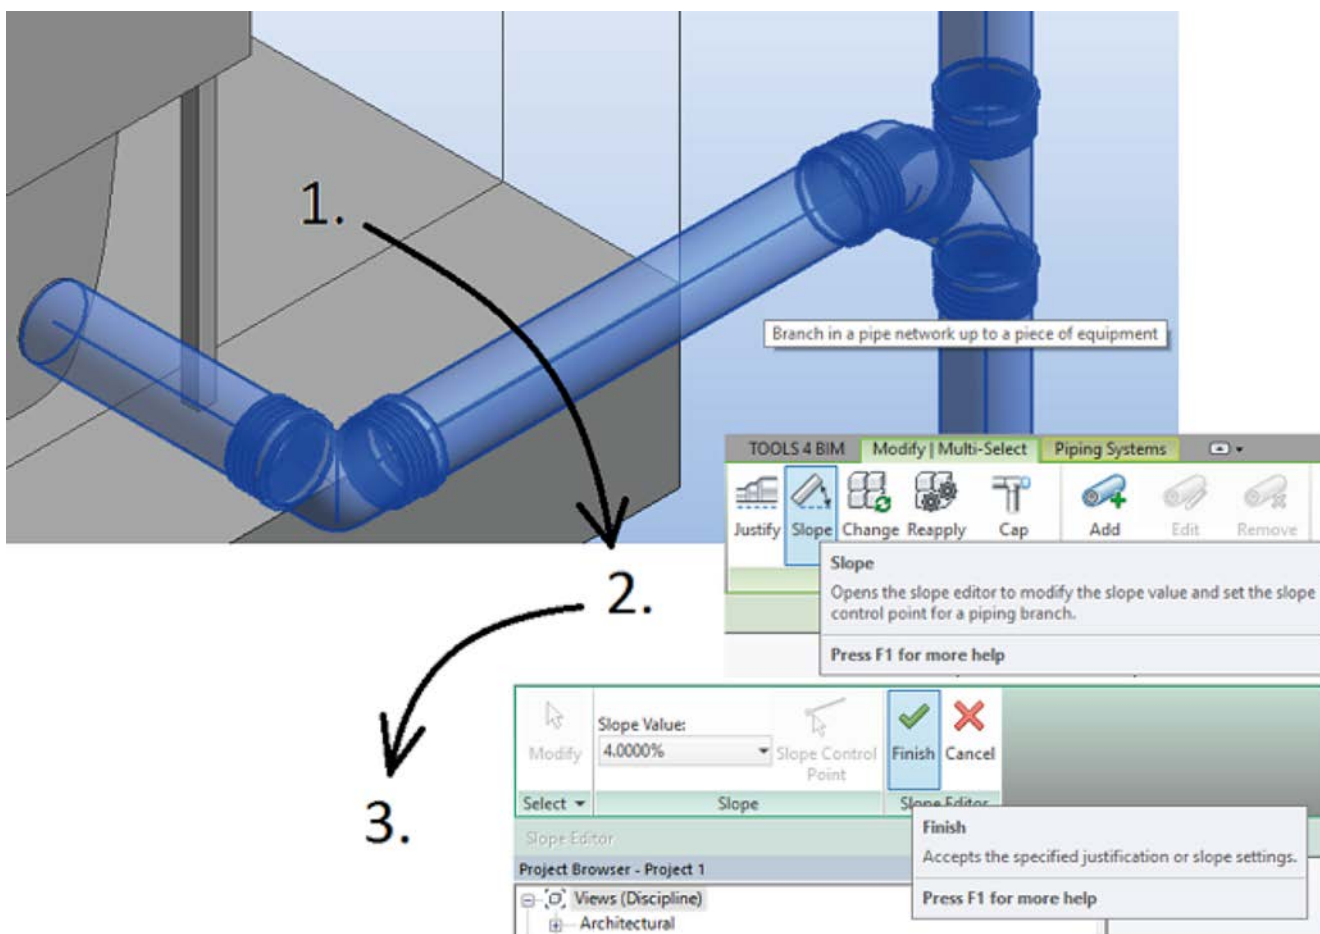 1.
Branch in a pipe network up to a piece of equipment
TOOLS 4 BIM Modify | Multi-Select Piping Systems
Justify Slope Change Reapply Cap Add Edit Remove
Slope
Opens the slope editor to modify the slope value and set the slope
control point for a piping branch.
Press F1 for more help
2.
Modify
Slope Value:
4.0000%
Slope Control
Point
Finish Cancel
Select Slope Slope Editor
3.
Slope Editor
Finish
Accepts the specified justification or slope settings.
Press F1 for more help
Project Browser - Project 1
Views (Discipline)
Architectural